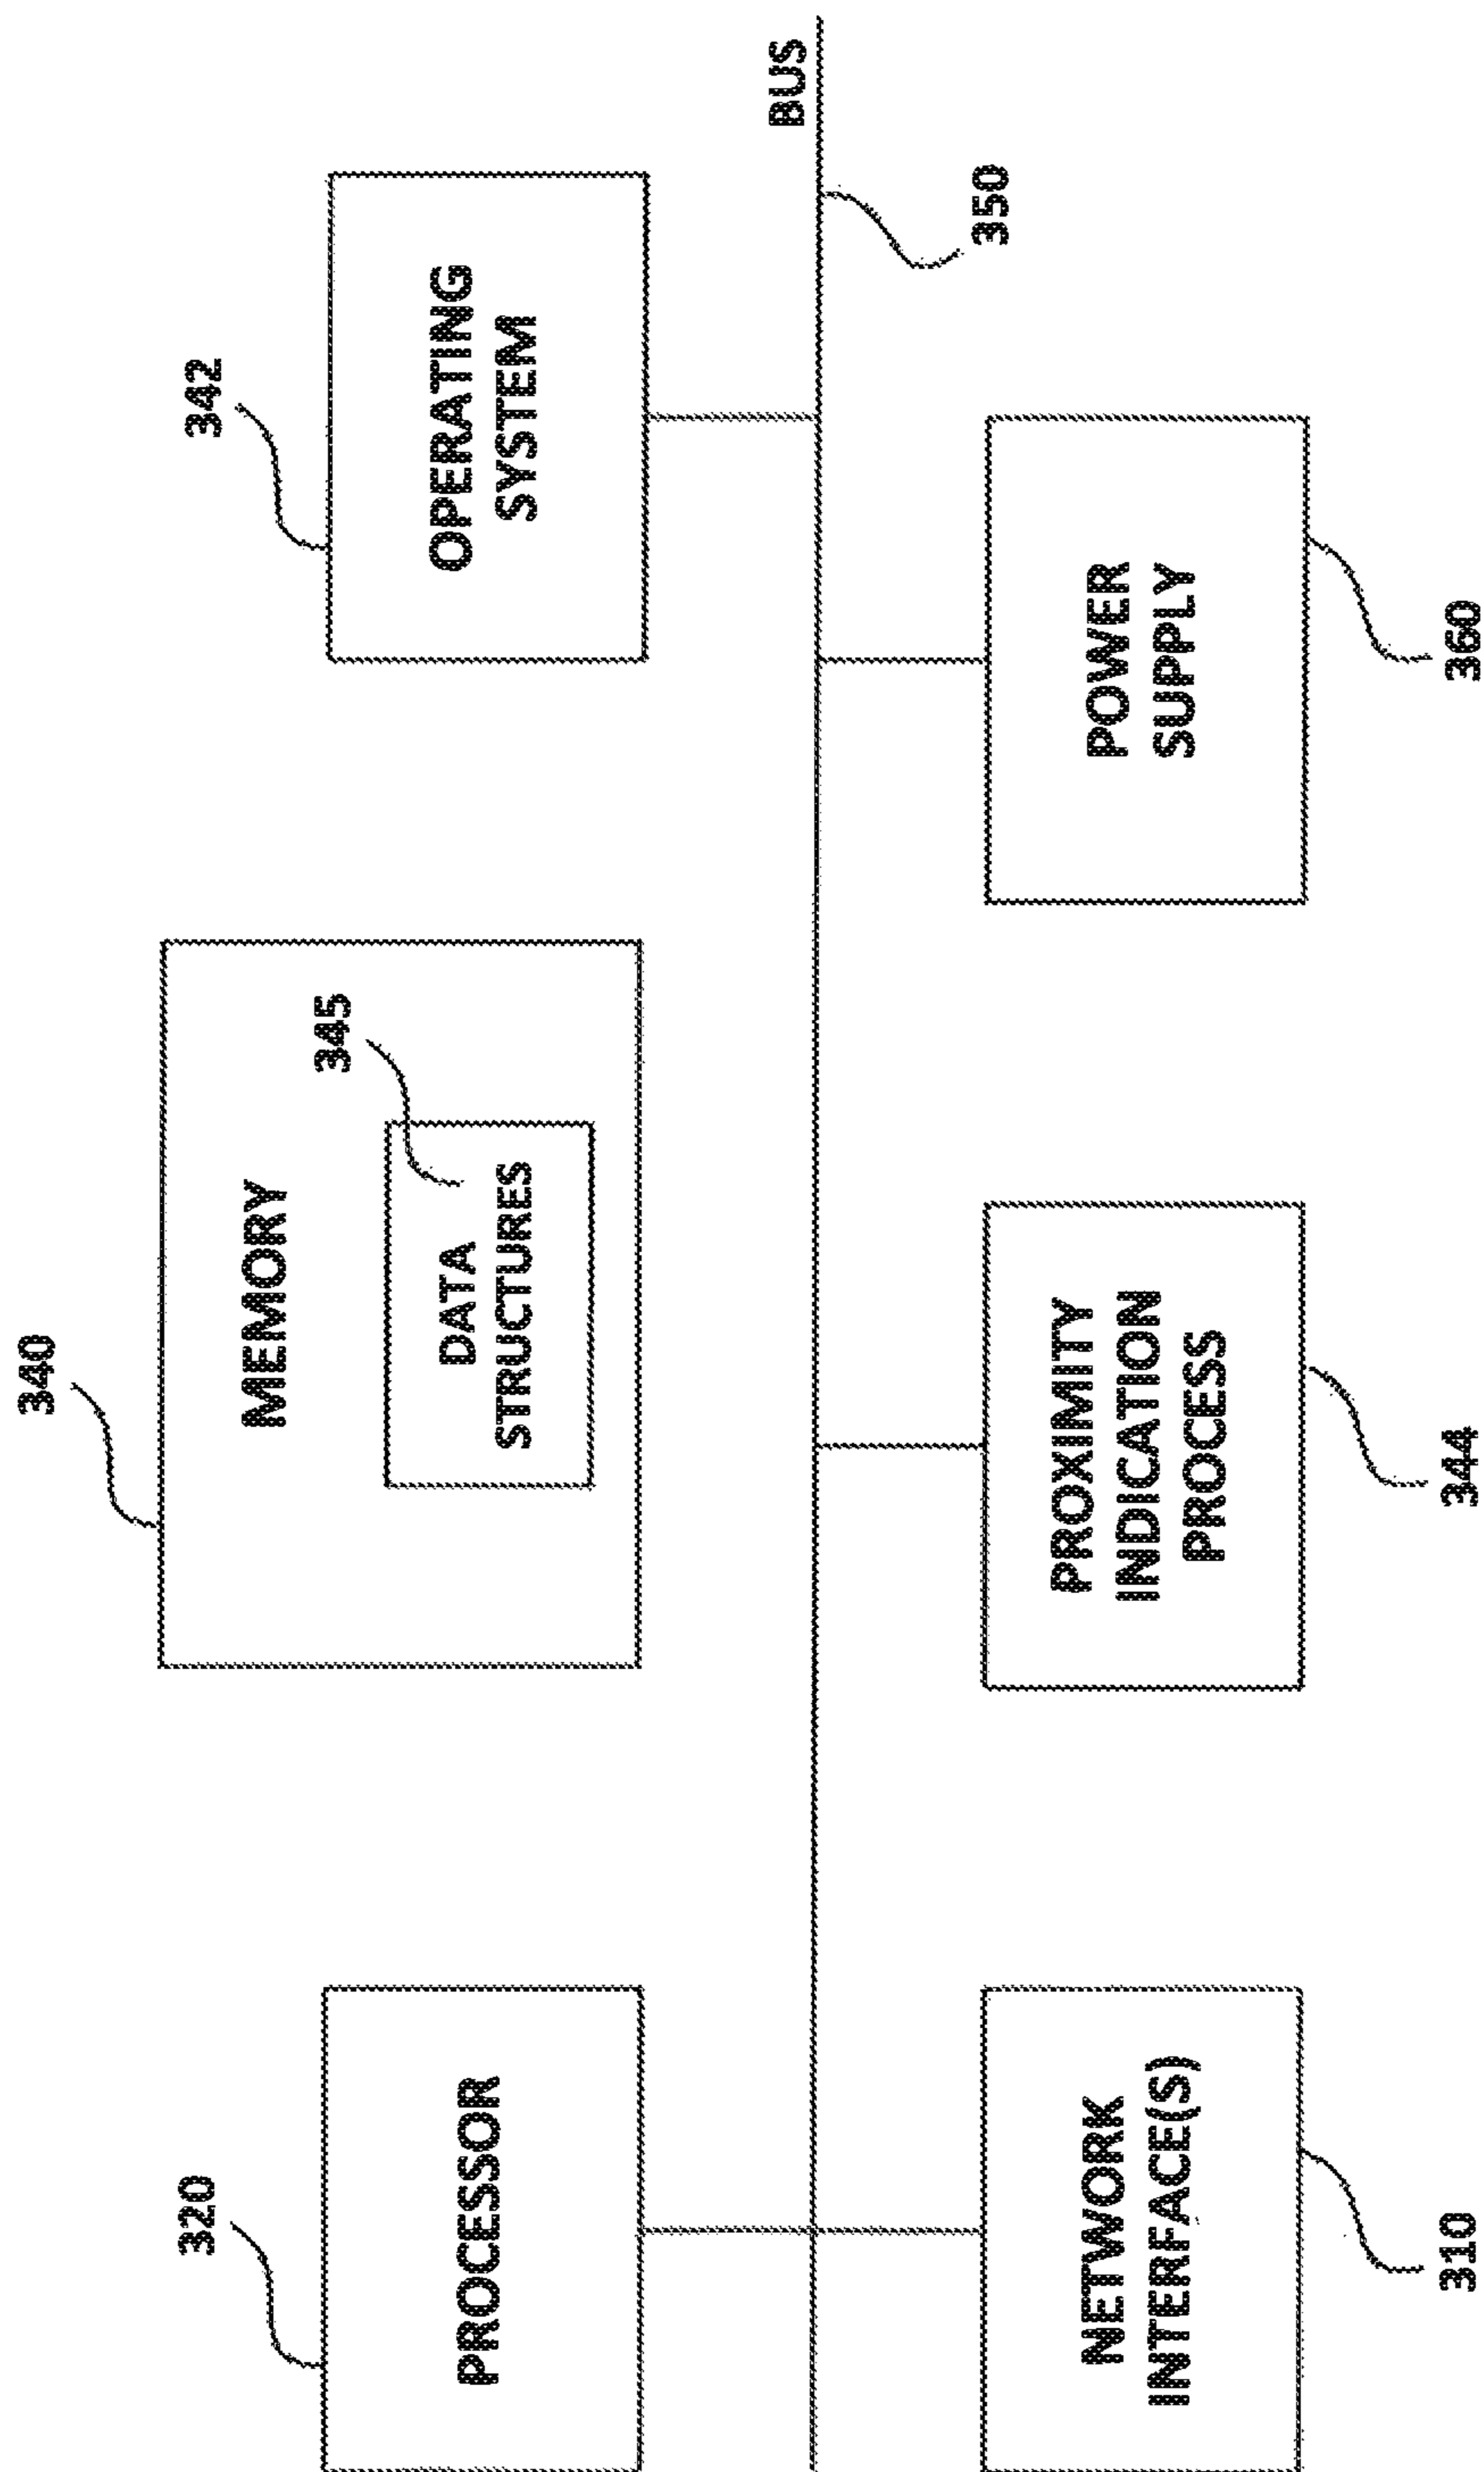 320
PROCESSOR
340
MEMORY
345
DATA
STRUCTURES
342
OPERATING
SYSTEM
BUS
350
NETWORK
INTERFACE(S)
310
PROXIMITY
INDICATION
PROCESS
344
POWER
SUPPLY
360